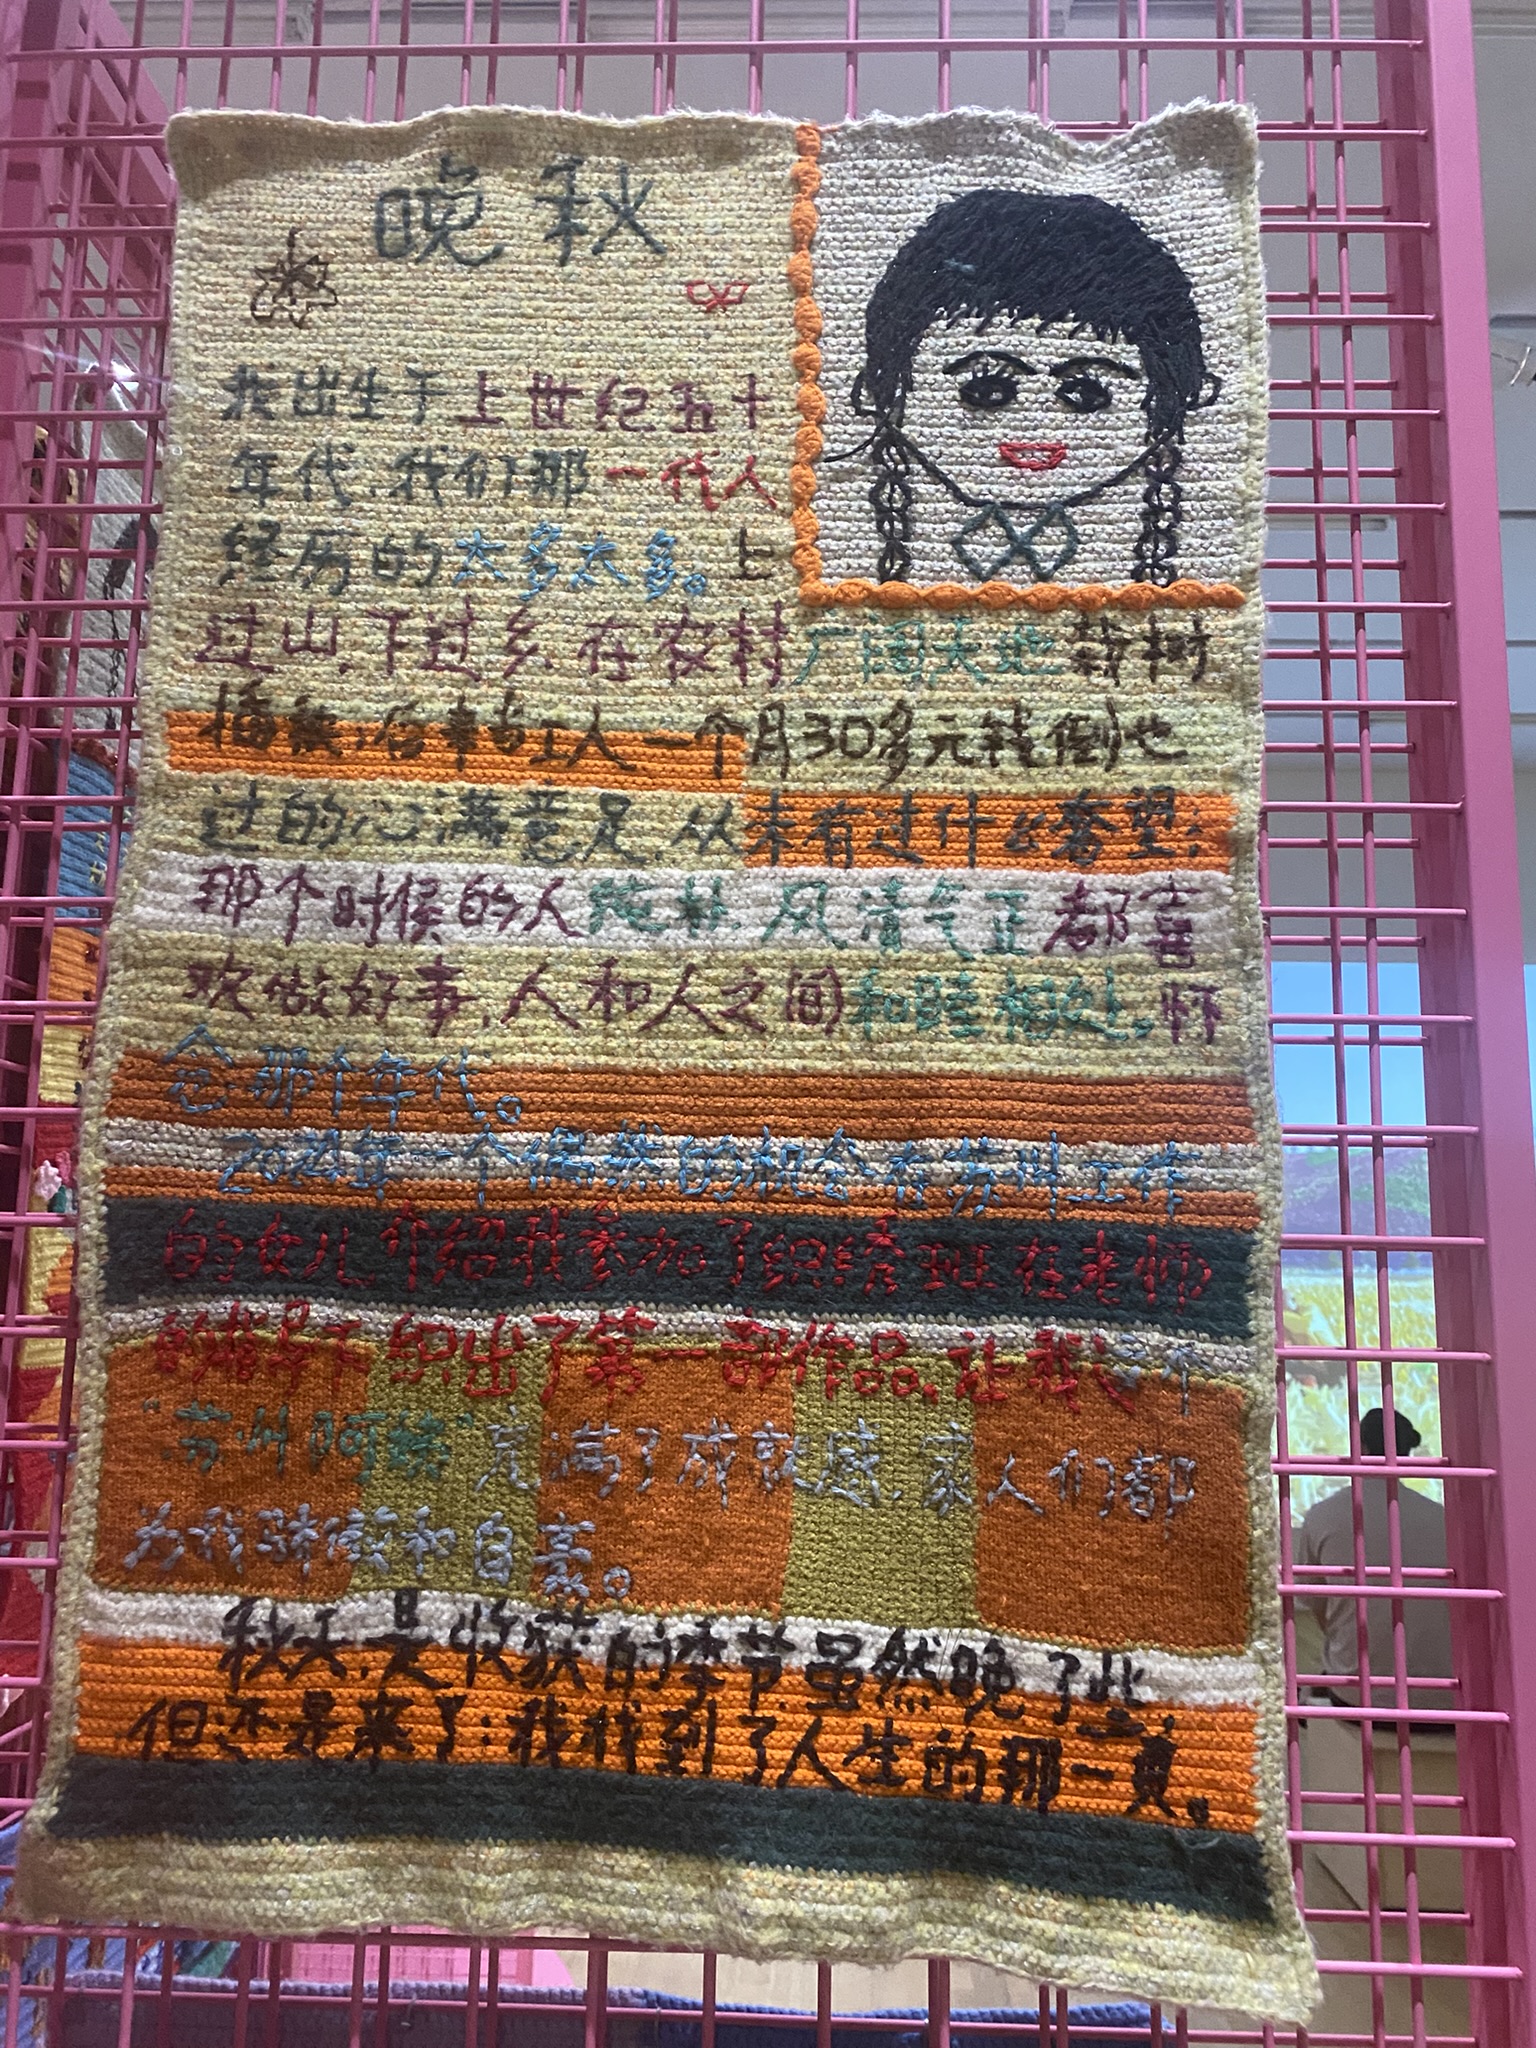 晚秋
我出生于上世纪五十
年代，我们那一代人
经历的太多太多。上
过山，下过乡，在农村广阔天地栽树
播种；后来当工人一个月30多元钱倒也
过的心满意足，从未有过什么奢望；
那个时候的人纯朴，风清气正都喜
欢做好事，人和人之间和睦相处。怀
念那个年代。
2021年一个偶然的机会在苏州工作
的女儿介绍我参加了织绣班在老师
的指导下织出了第一部作品，让我这个
"苏州阿婆"充满了成就感，家人们都
为我骄傲和自豪。
秋天，是收获的季节，虽然晚了些，
但还是来了；我找到了人生的那一页。